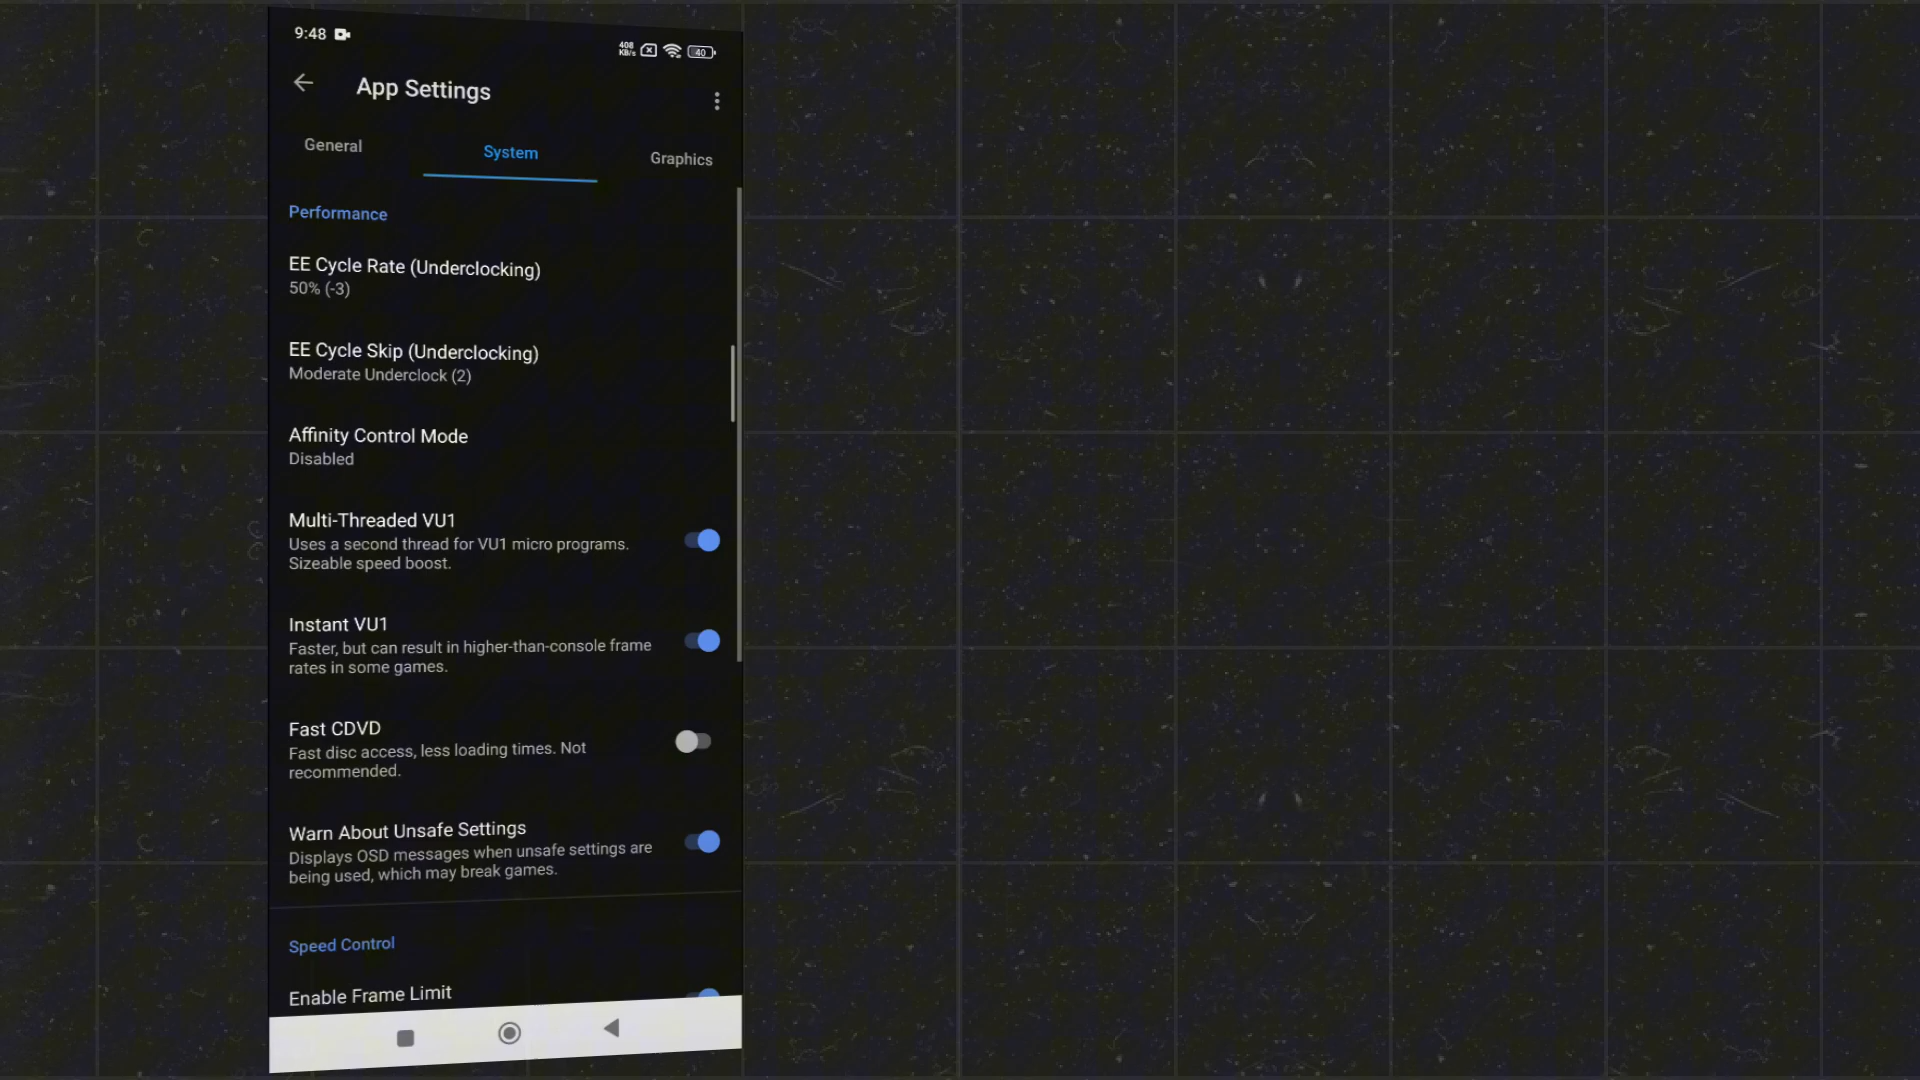 9:48
408
KB/s
40
App Settings
General
System
Graphics
Performance
EE Cycle Rate (Underclocking)
50% (-3)
EE Cycle Skip (Underclocking)
Moderate Underclock (2)
Affinity Control Mode
Disabled
Multi-Threaded VU1
Uses a second thread for VU1 micro programs.
Sizeable speed boost.
Instant VU1
Faster, but can result in higher-than-console frame
rates in some games.
Fast CDVD
Fast disc access, less loading times. Not
recommended.
Warn About Unsafe Settings
Displays OSD messages when unsafe settings are
being used, which may break games.
Speed Control
Enable Frame Limit